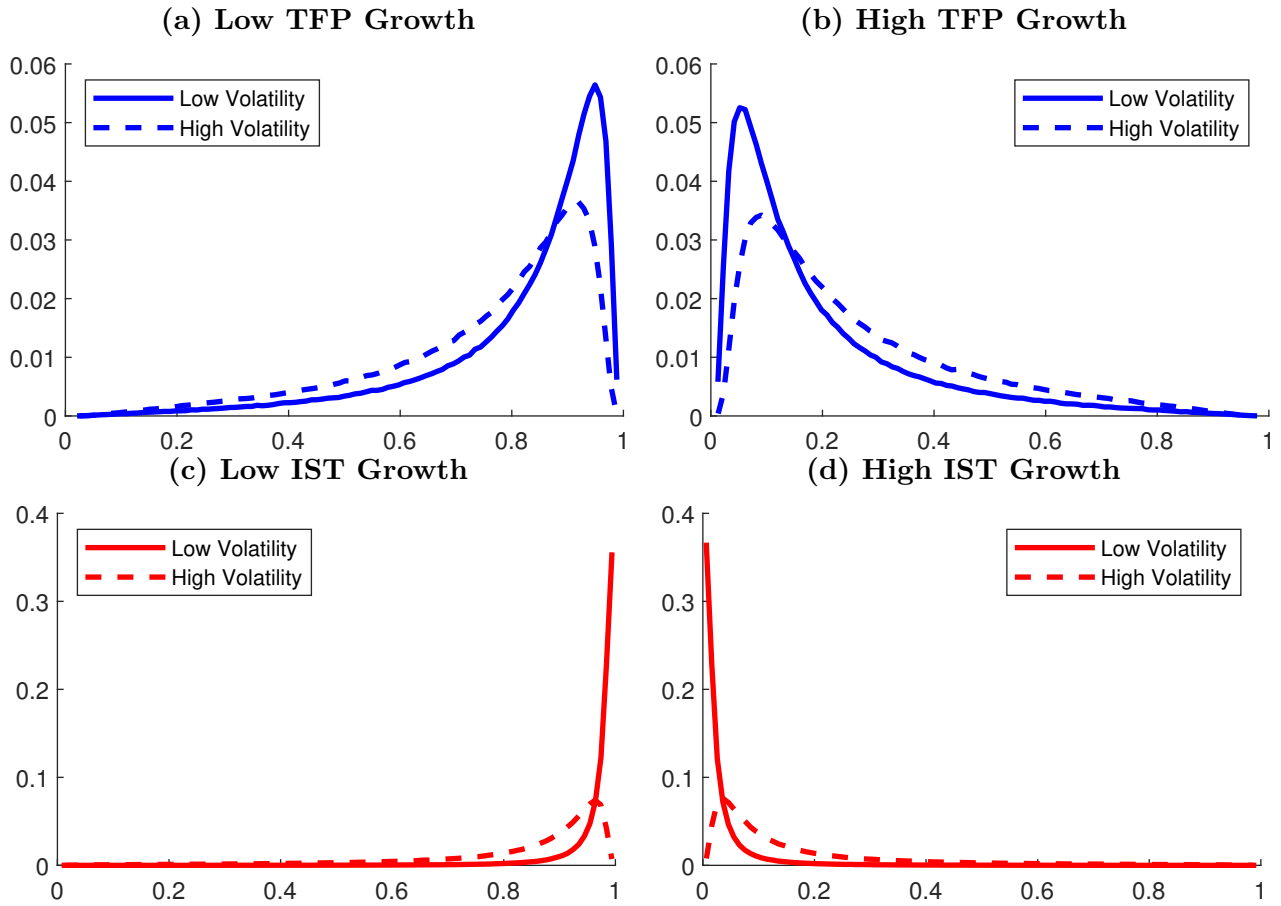 (a) Low TFP Growth
0.06
0.05
0.04
0.03
0.02
0.01
0
0 0.2 0.4 0.6 0.8 1
Low Volatility
High Volatility
(b) High TFP Growth
0.06
0.05
0.04
0.03
0.02
0.01
0
0 0.2 0.4 0.6 0.8 1
Low Volatility
High Volatility
(c) Low IST Growth
0.4
0.3
0.2
0.1
0
0 0.2 0.4 0.6 0.8 1
Low Volatility
High Volatility
(d) High IST Growth
0.4
0.3
0.2
0.1
0
0 0.2 0.4 0.6 0.8 1
Low Volatility
High Volatility